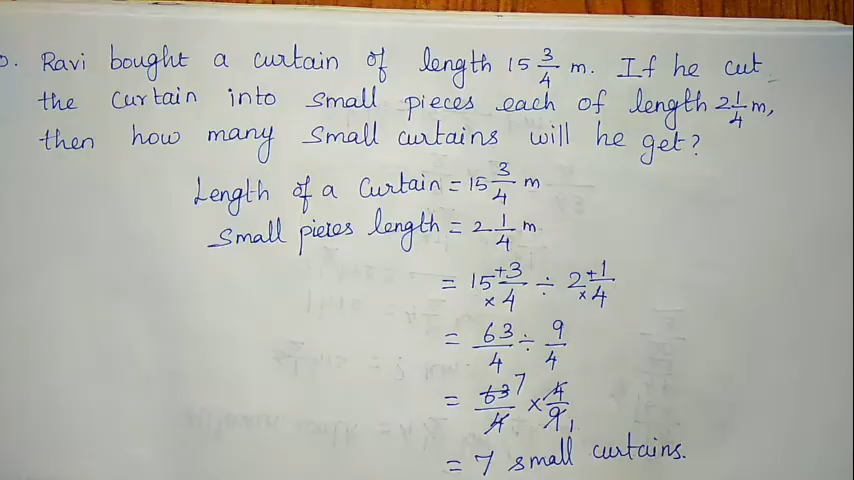 . Ravi bought a curtain of length 15 3/4 m. If he cut
the curtain into small pieces each of length 2 1/4 m,
then how many small curtains will he get?
Length of a curtain = 15 3/4 m
Small pieces length = 2 1/4 m
= 15 +3/×4 ÷ 2 +1/×4
= 63/4 ÷ 9/4
= 63 7/4 × 4/9 1
= 7 small curtains.